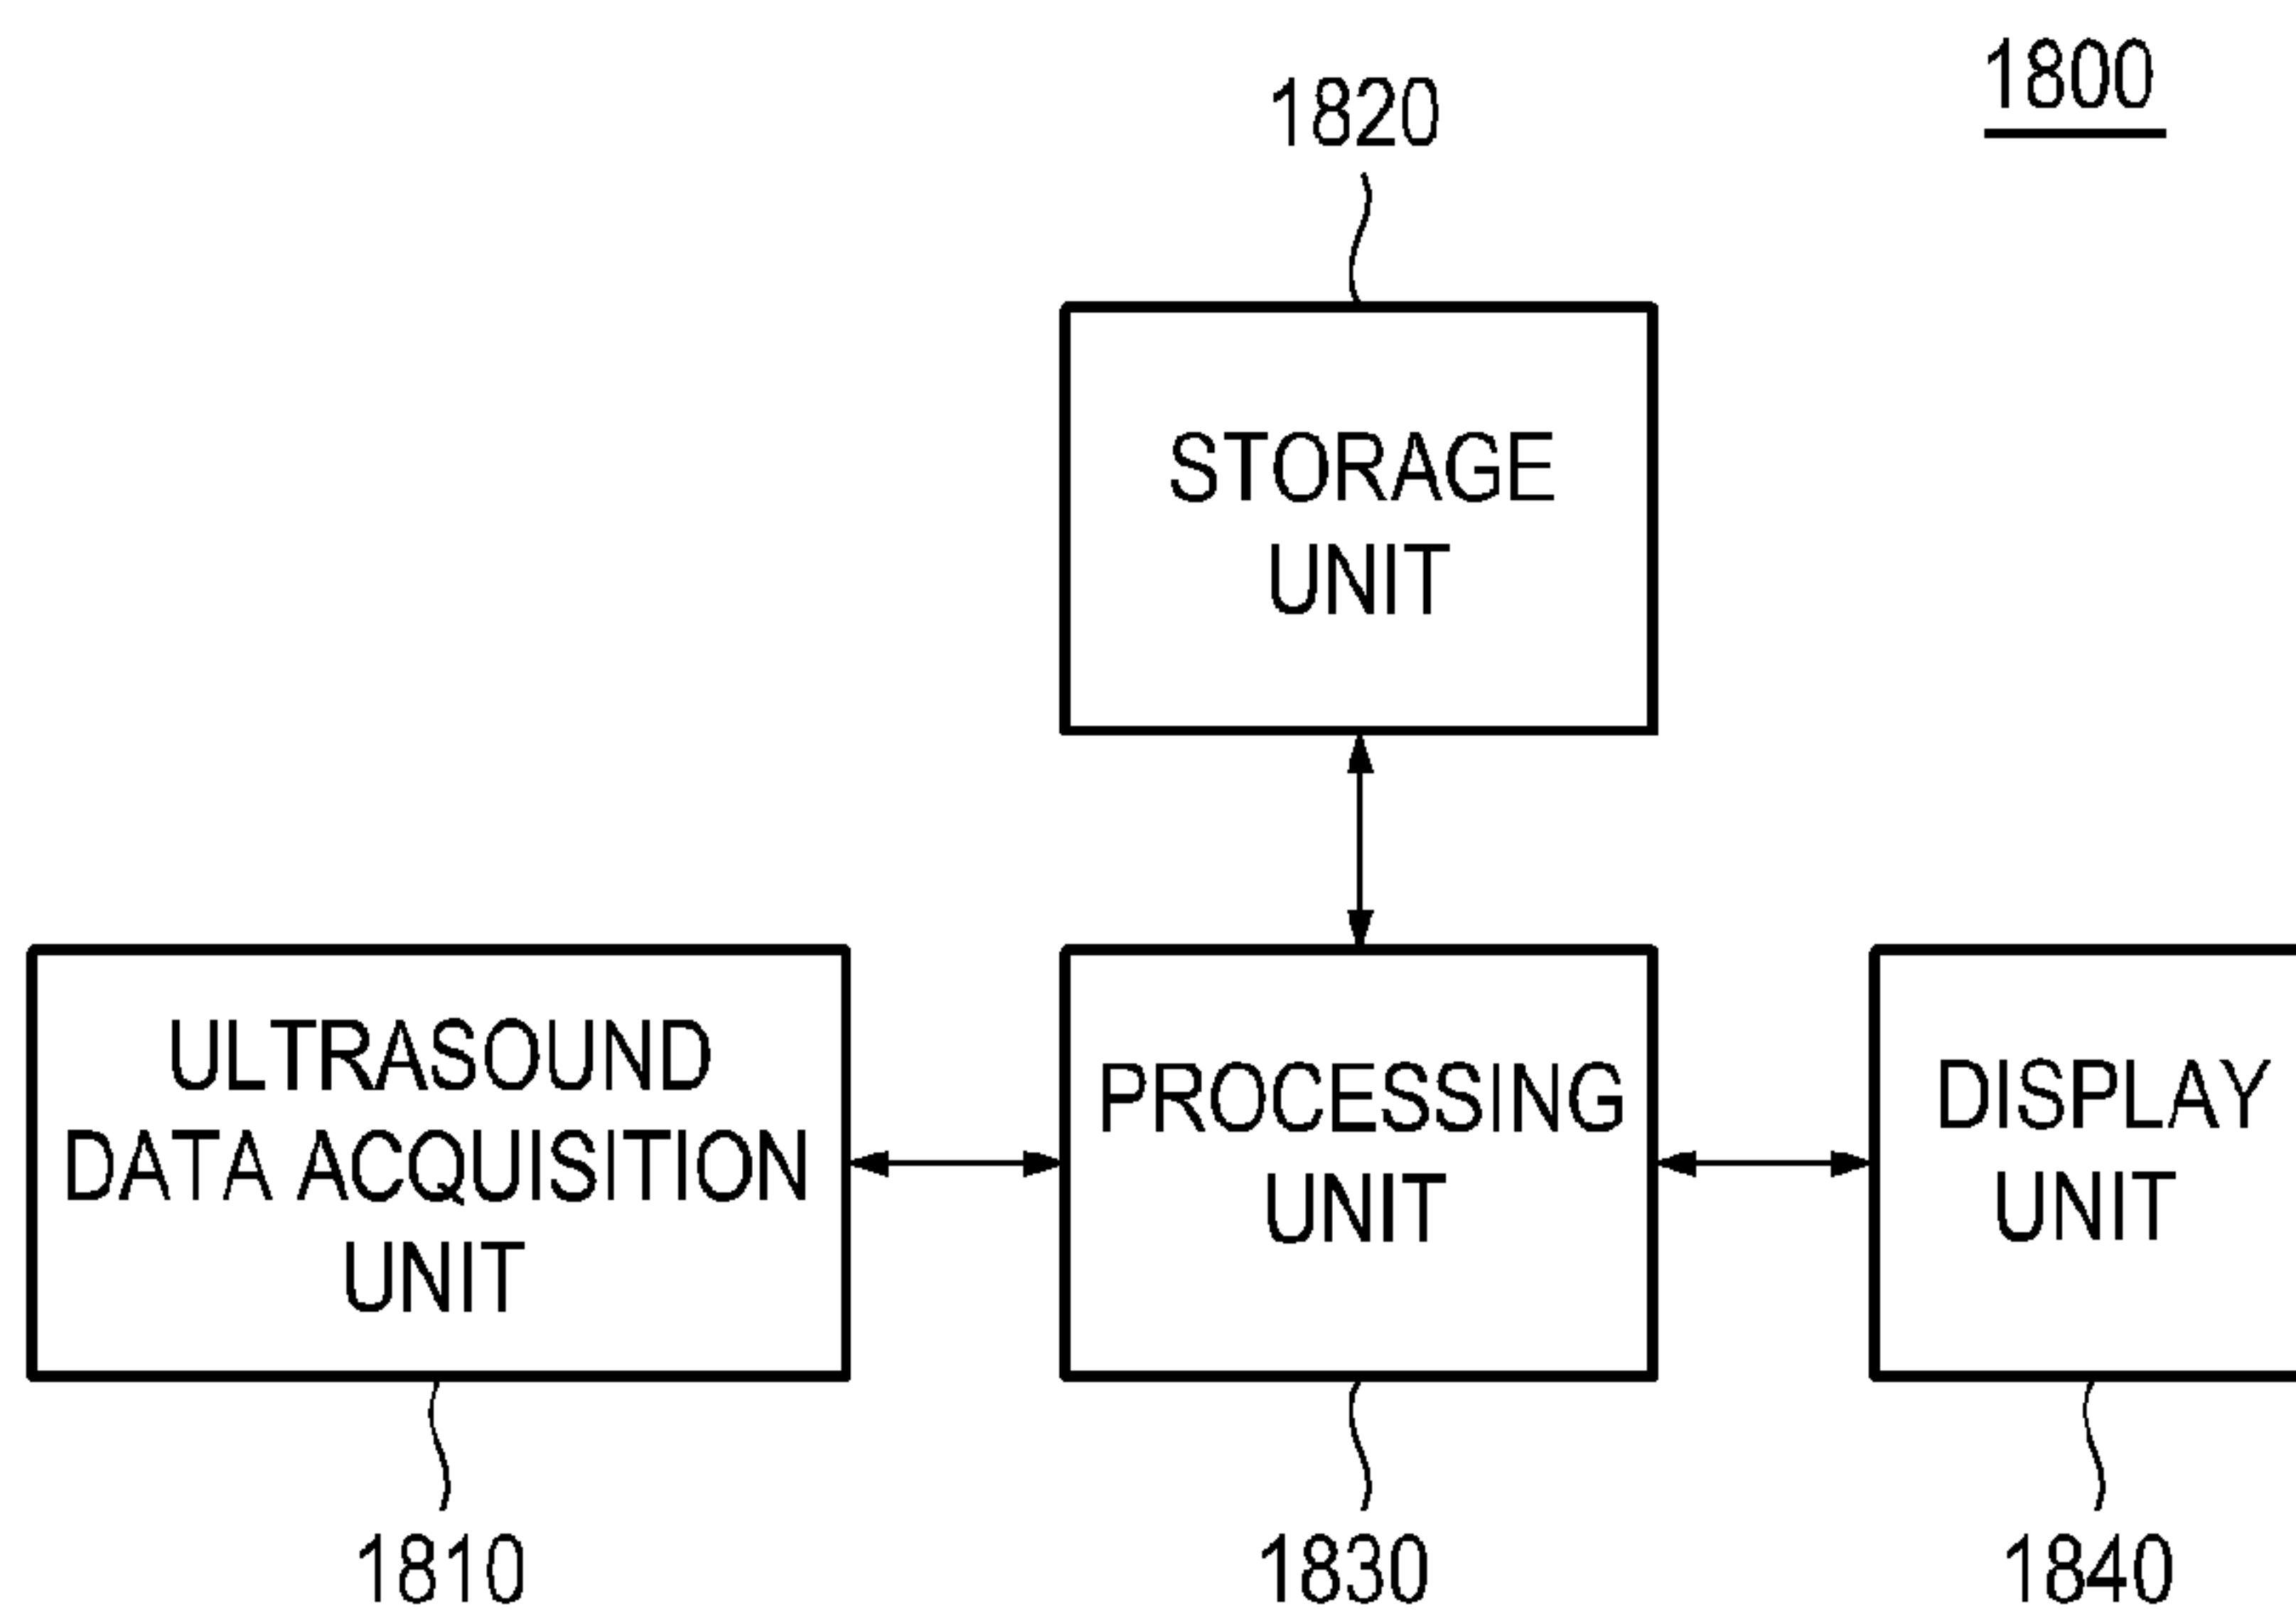 1800
1820
STORAGE
UNIT
ULTRASOUND
DATA ACQUISITION
UNIT
PROCESSING
UNIT
DISPLAY
UNIT
1810
1830
1840